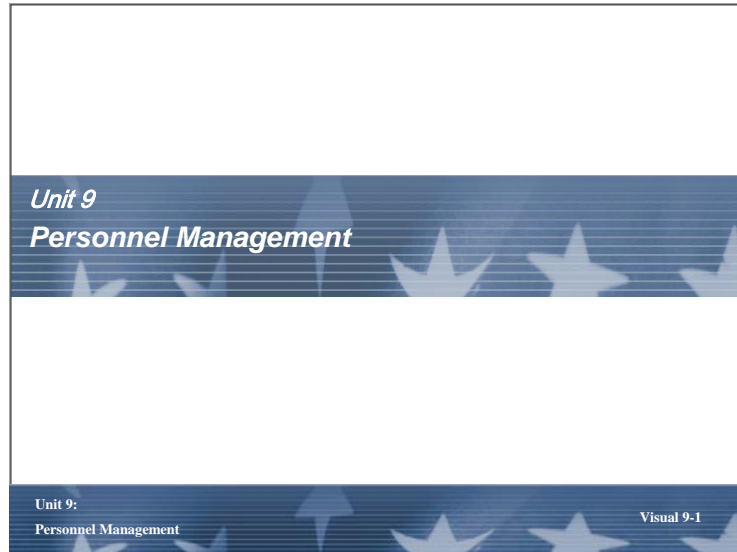 Unit 9
Personnel Management
Unit 9:
Personnel Management
Visual 9-1